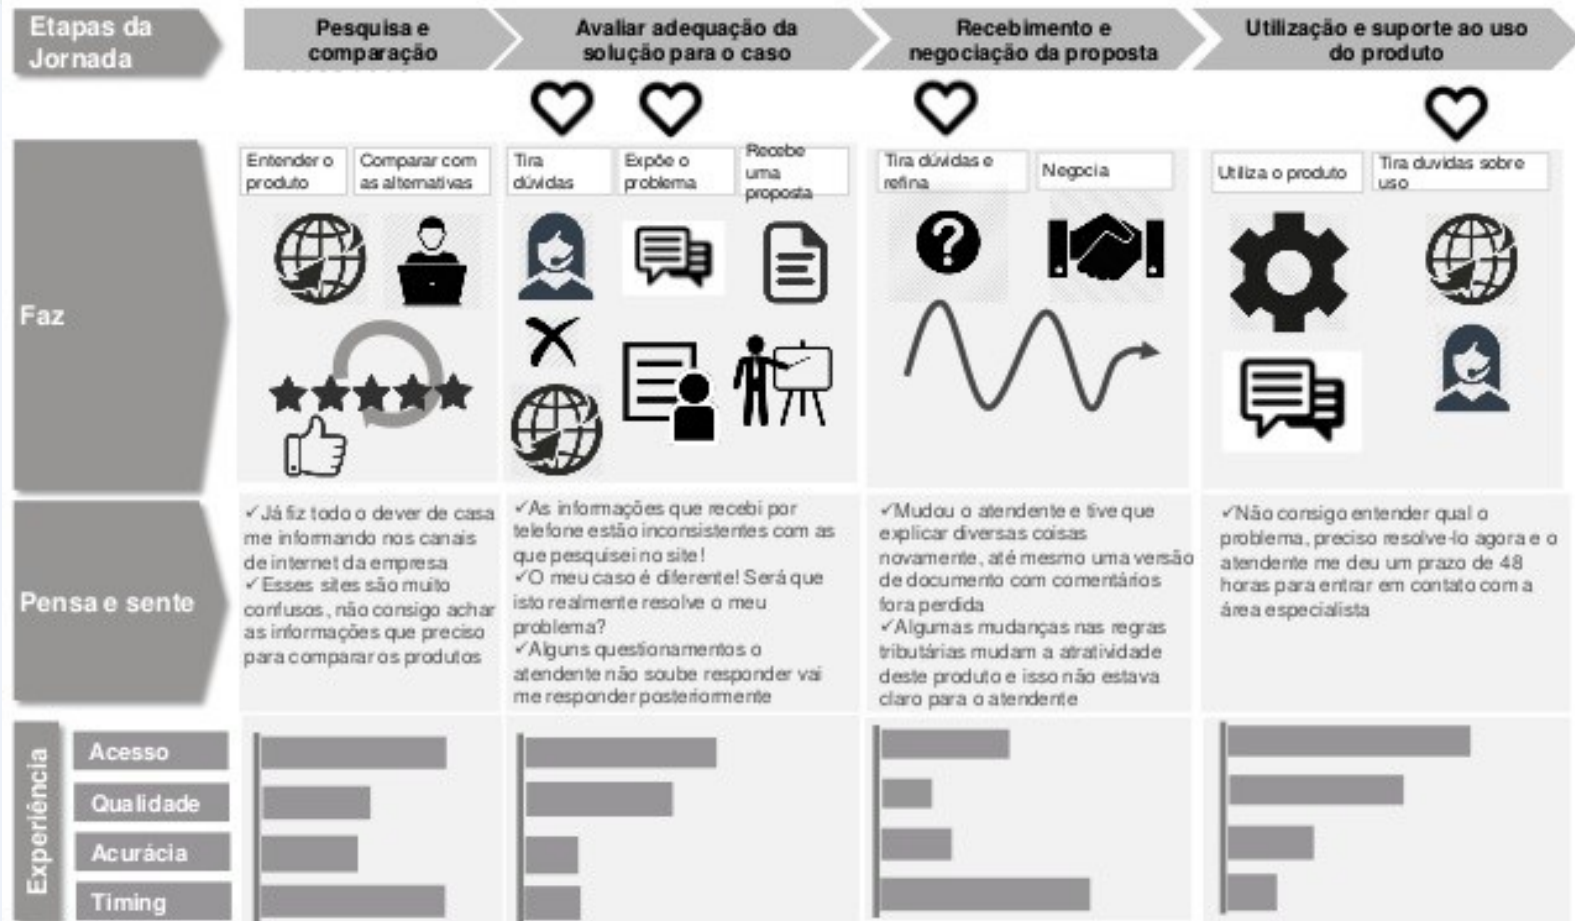 Etapas da
Jornada
Pesquisa e
comparação
Avaliar adequação da
solução para o caso
Recebimento e
negociação da proposta
Utilização e suporte ao uso
do produto
Faz
Entender o
produto
Comparar com
as alternativas
Tira
dúvidas
Expõe o
problema
Recebe
uma
proposta
Tira dúvidas e
refina
Negocia
Utiliza o produto
Tira duvidas sobre
uso
Pensa e sente
✓Já fiz todo o dever de casa
me informando nos canais
de internet da empresa
✓Esses sites são muito
confusos, não consigo achar
as informações que preciso
para comparar os produtos
✓As informações que recebi por
telefone estão inconsistentes com as
que pesquisei no site!
✓O meu caso é diferente! Será que
isto realmente resolve o meu
problema?
✓Alguns questionamentos o
atendente não soube responder vai
me responder posteriormente
✓Mudou o atendente e tive que
explicar diversas coisas
novamente, até mesmo uma versão
de documento com comentários
fora perdida
✓Algumas mudanças nas regras
tributárias mudam a atratividade
deste produto e isso não estava
claro para o atendente
✓Não consigo entender qual o
problema, preciso resolve-lo agora e o
atendente me deu um prazo de 48
horas para entrar em contato com a
área especialista
Experiência
Acesso
Qualidade
Acurácia
Timing